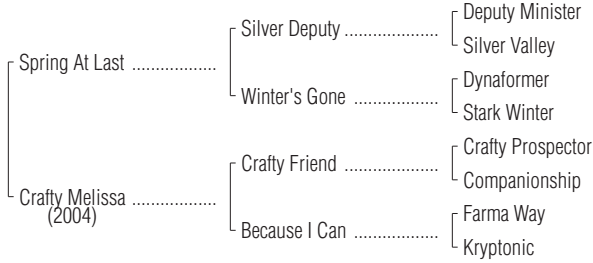 Deputy Minister
Silver Deputy ..................
Silver Valley
Spring At Last ................
Dynaformer
Winter's Gone ................
Stark Winter
Crafty Prospector
Crafty Friend ..................
Companionship
Crafty Melissa ................
(2004)
Farma Way
Because I Can ................
Kryptonic